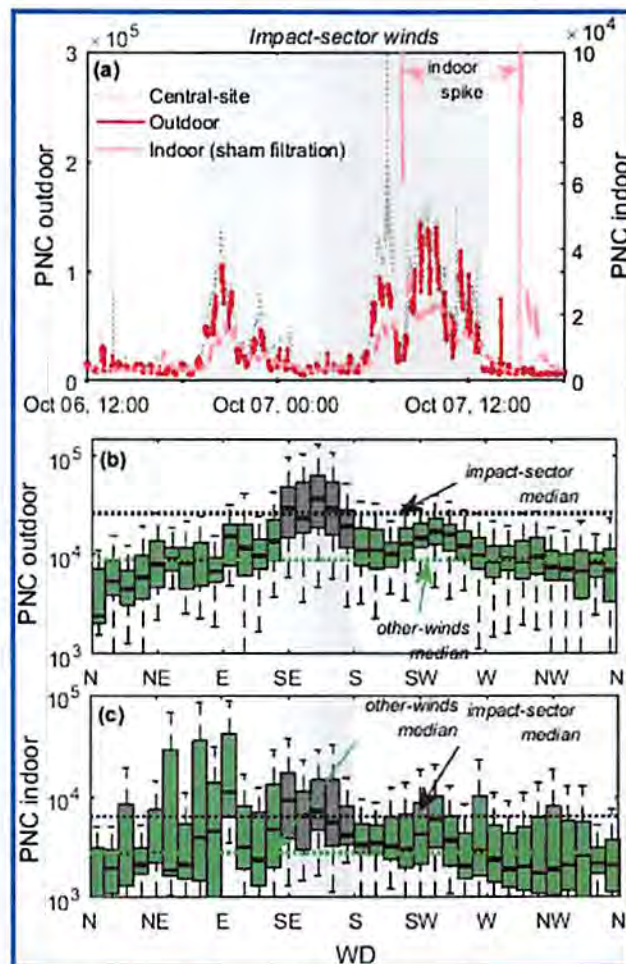 × 10⁵ Impact-sector winds × 10⁴
3 10
(a) indoor
spike
Central-site
Outdoor
Indoor (sham filtration)
8
2
6
PNC outdoor
PNC indoor
4
1
2
0 0
Oct 06, 12:00 Oct 07, 00:00 Oct 07, 12:00
(b)
10⁵
impact-sector
median
PNC outdoor
10⁴
other-winds
median
10³
N NE E SE S SW W NW N
10⁵
(c)
other-winds
median
impact-sector
median
PNC indoor
10⁴
10³
N NE E SE S SW W NW N
WD